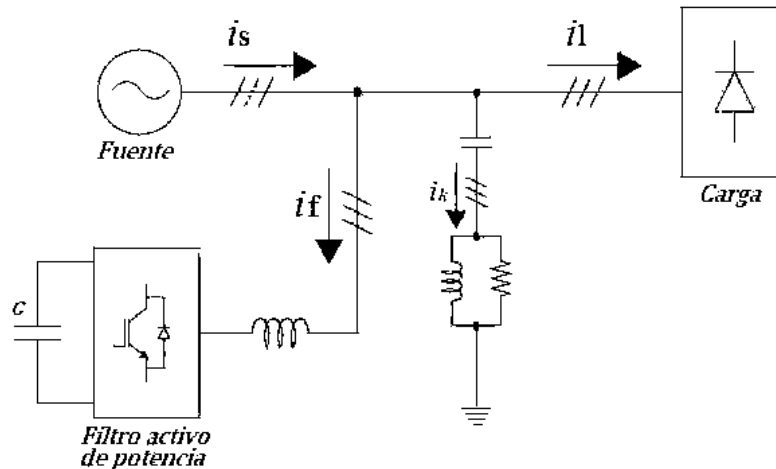 is
il
Fuente
if
ik
Carga
C
Filtro activo
de potencia